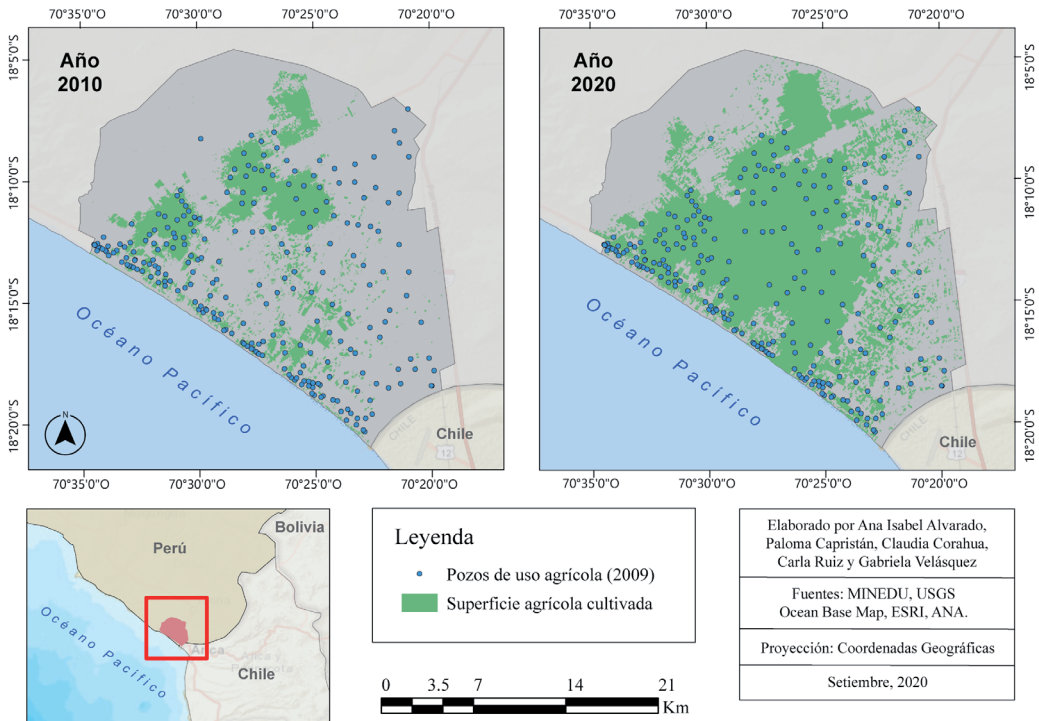 70°35'0"O 70°30'0"O 70°25'0"O 70°20'0"O
70°35'0"O 70°30'0"O 70°25'0"O 70°20'0"O
Año
2010
Año
2020
18°5'0"S
18°10'0"S
18°15'0"S
18°20'0"S
18°5'0"S
18°10'0"S
18°15'0"S
18°20'0"S
Océano Pacífico
Océano Pacífico
N
CHILE
Chile
12
CHILE
Chile
12
70°35'0"O 70°30'0"O 70°25'0"O 70°20'0"O
70°35'0"O 70°30'0"O 70°25'0"O 70°20'0"O
Bolivia
Perú
Océano Pacífico
Arica
Arica y
Chile
Leyenda
Pozos de uso agrícola (2009)
Superficie agrícola cultivada
0 3.5 7 14 21
Km
Elaborado por Ana Isabel Alvarado,
Paloma Capristán, Claudia Corahua,
Carla Ruiz y Gabriela Velásquez
Fuentes: MINEDU, USGS
Ocean Base Map, ESRI, ANA.
Proyección: Coordenadas Geográficas
Setiembre, 2020